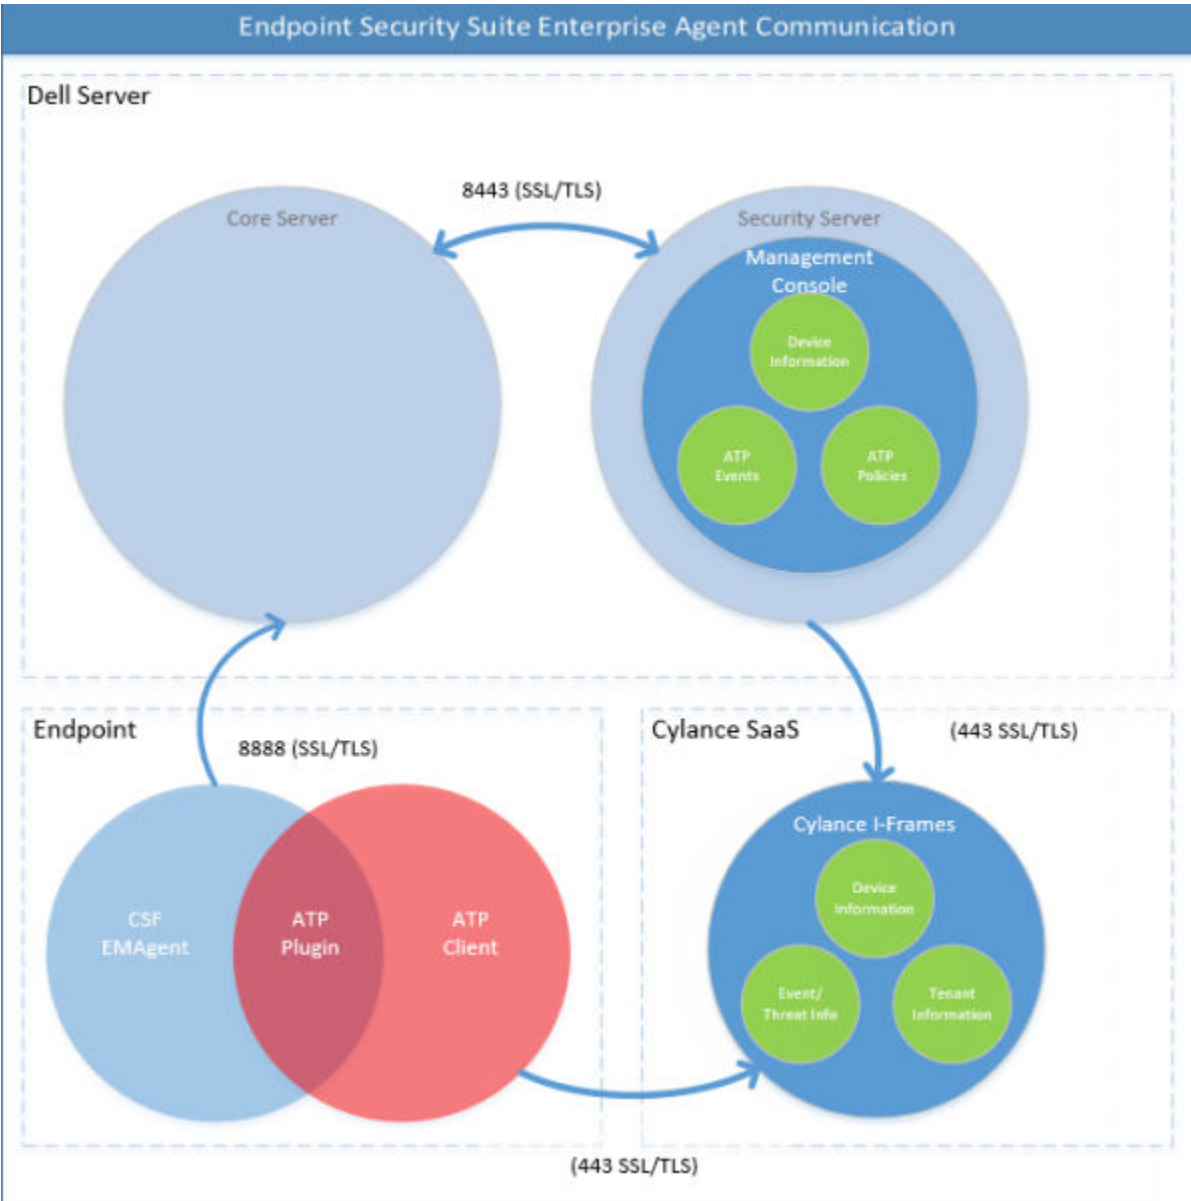 Endpoint Security Suite Enterprise Agent Communication
Dell Server
8443 (SSL/TLS)
Core Server
Security Server
Management
Console
Device
Information
ATP
Events
ATP
Policies
Endpoint
8888 (SSL/TLS)
CSF
EMAgent
ATP
Plugin
ATP
Client
Cylance SaaS
(443 SSL/TLS)
Cylance I-Frames
Device
Information
Event/
Threat Info
Tenant
Information
(443 SSL/TLS)